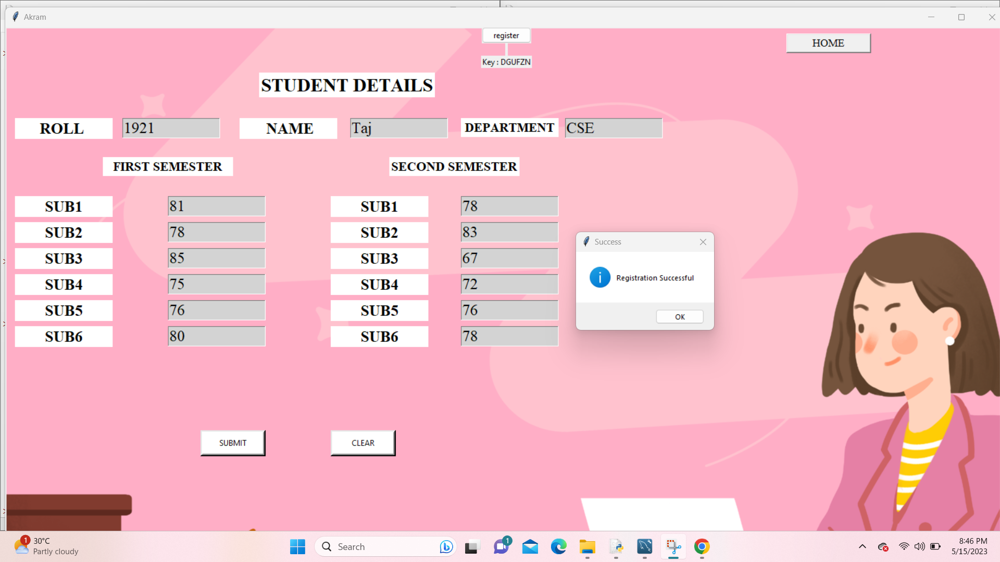 Akram
register
HOME
Key : DGUFZN
STUDENT DETAILS
ROLL 1921 NAME Taj DEPARTMENT CSE
FIRST SEMESTER SECOND SEMESTER
SUB1 81 SUB1 78
SUB2 78 SUB2 83
SUB3 85 SUB3 67
SUB4 75 SUB4 72
SUB5 76 SUB5 76
SUB6 80 SUB6 78
Success
Registration Successful
OK
SUBMIT CLEAR
1
30°C
Partly cloudy
Search
1
8:46 PM
5/15/2023